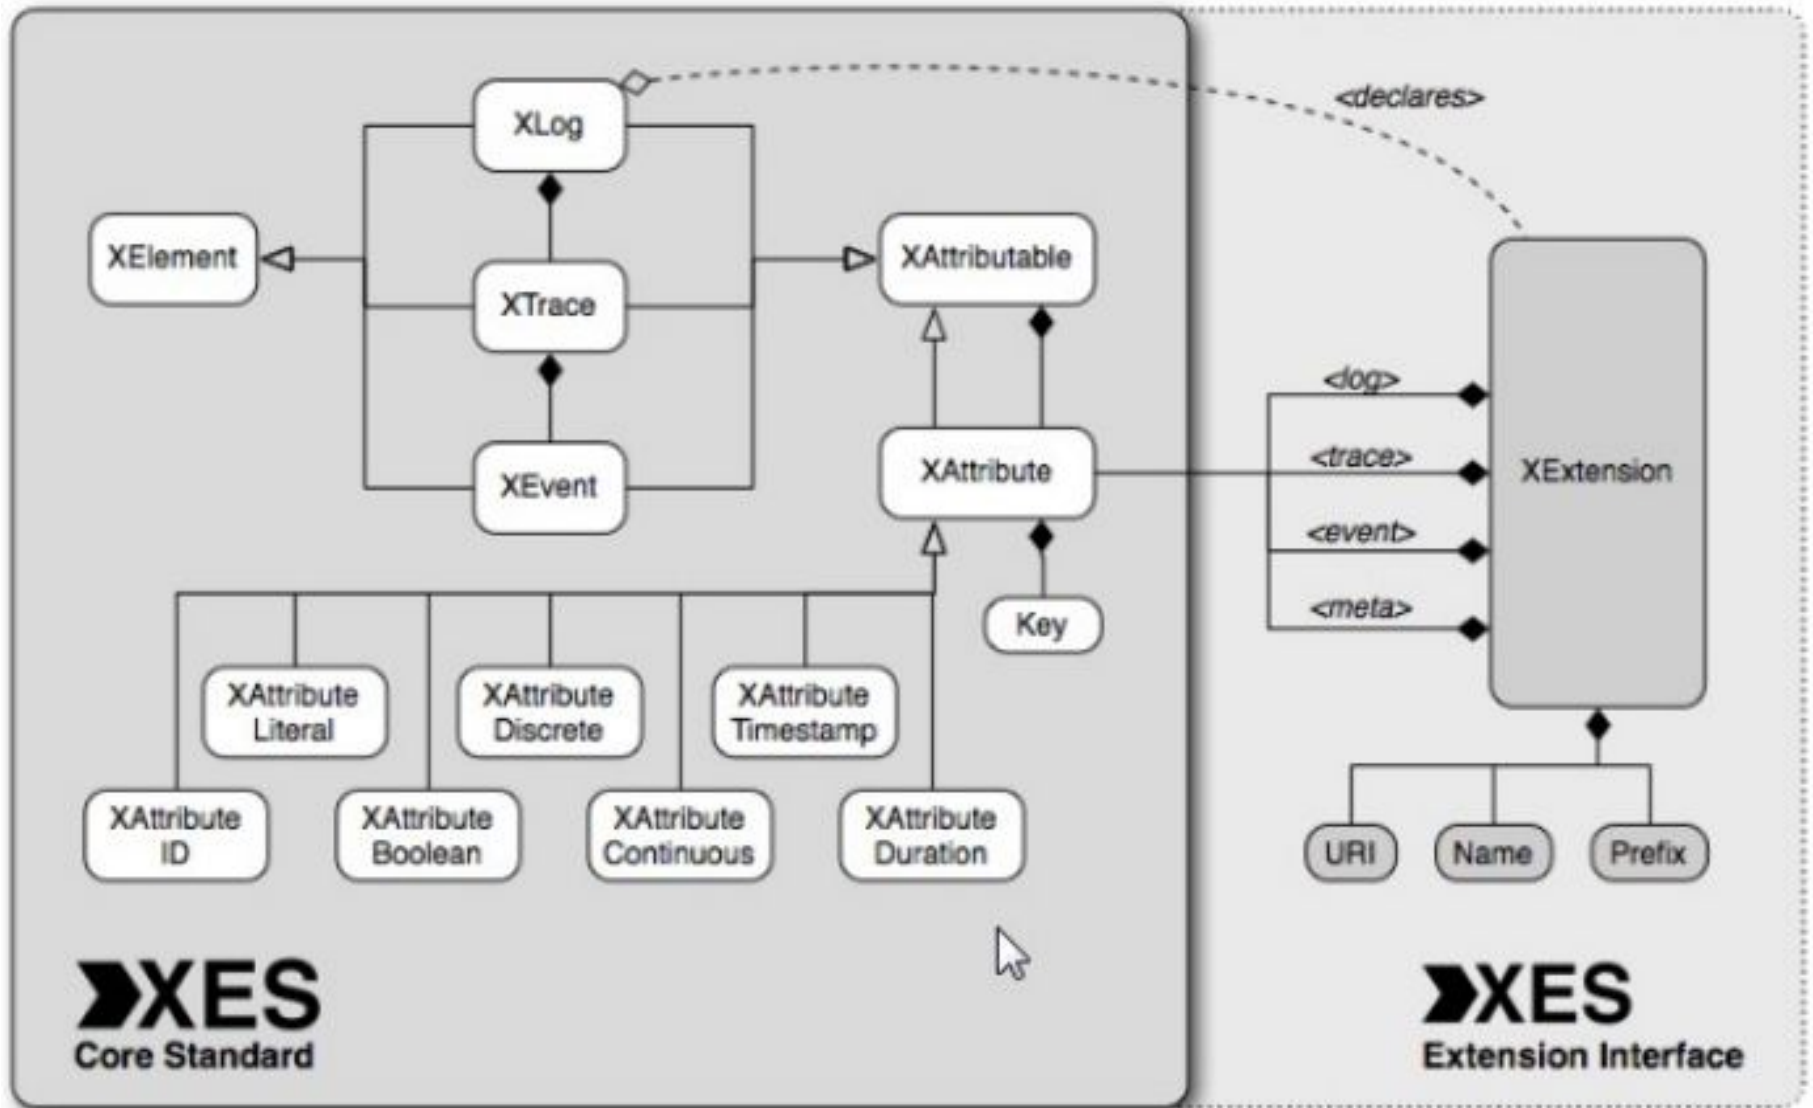 XLog
<declares>
XElement
XAttributable
XTrace
<log>
<trace>
XAttribute
XExtension
XEvent
<event>
<meta>
Key
XAttribute
Literal
XAttribute
Discrete
XAttribute
Timestamp
XAttribute
ID
XAttribute
Boolean
XAttribute
Continuous
XAttribute
Duration
URI
Name
Prefix
XES
Core Standard
XES
Extension Interface